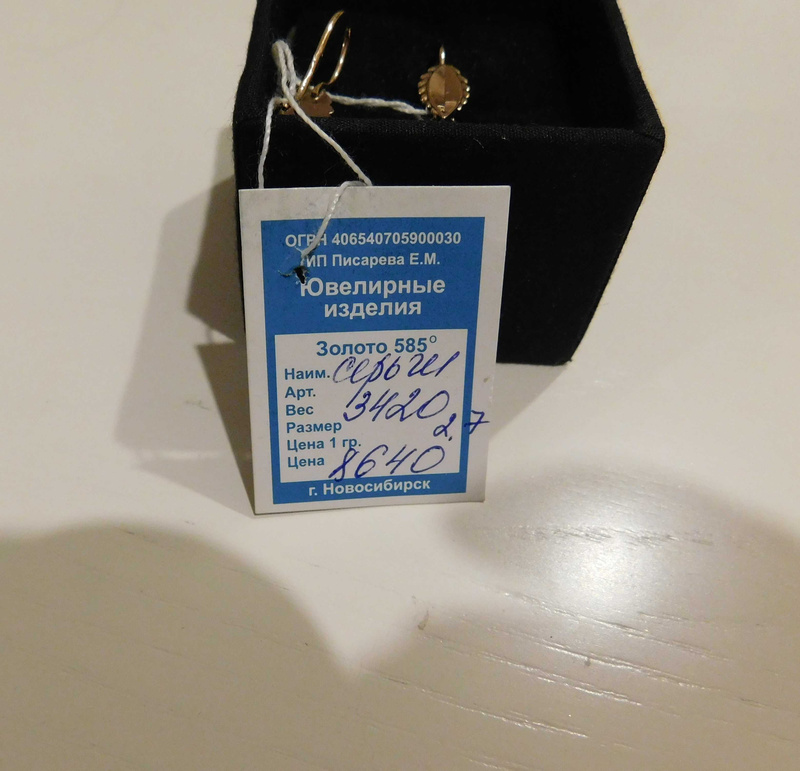 ОГРН 406540705900030
ИП Писарева Е.М.
Ювелирные
изделия
Золото 585°
Наим. серьги
Арт.
Вес 3420
Размер 2,7
Цена 1 гр.
Цена 8640
г. Новосибирск